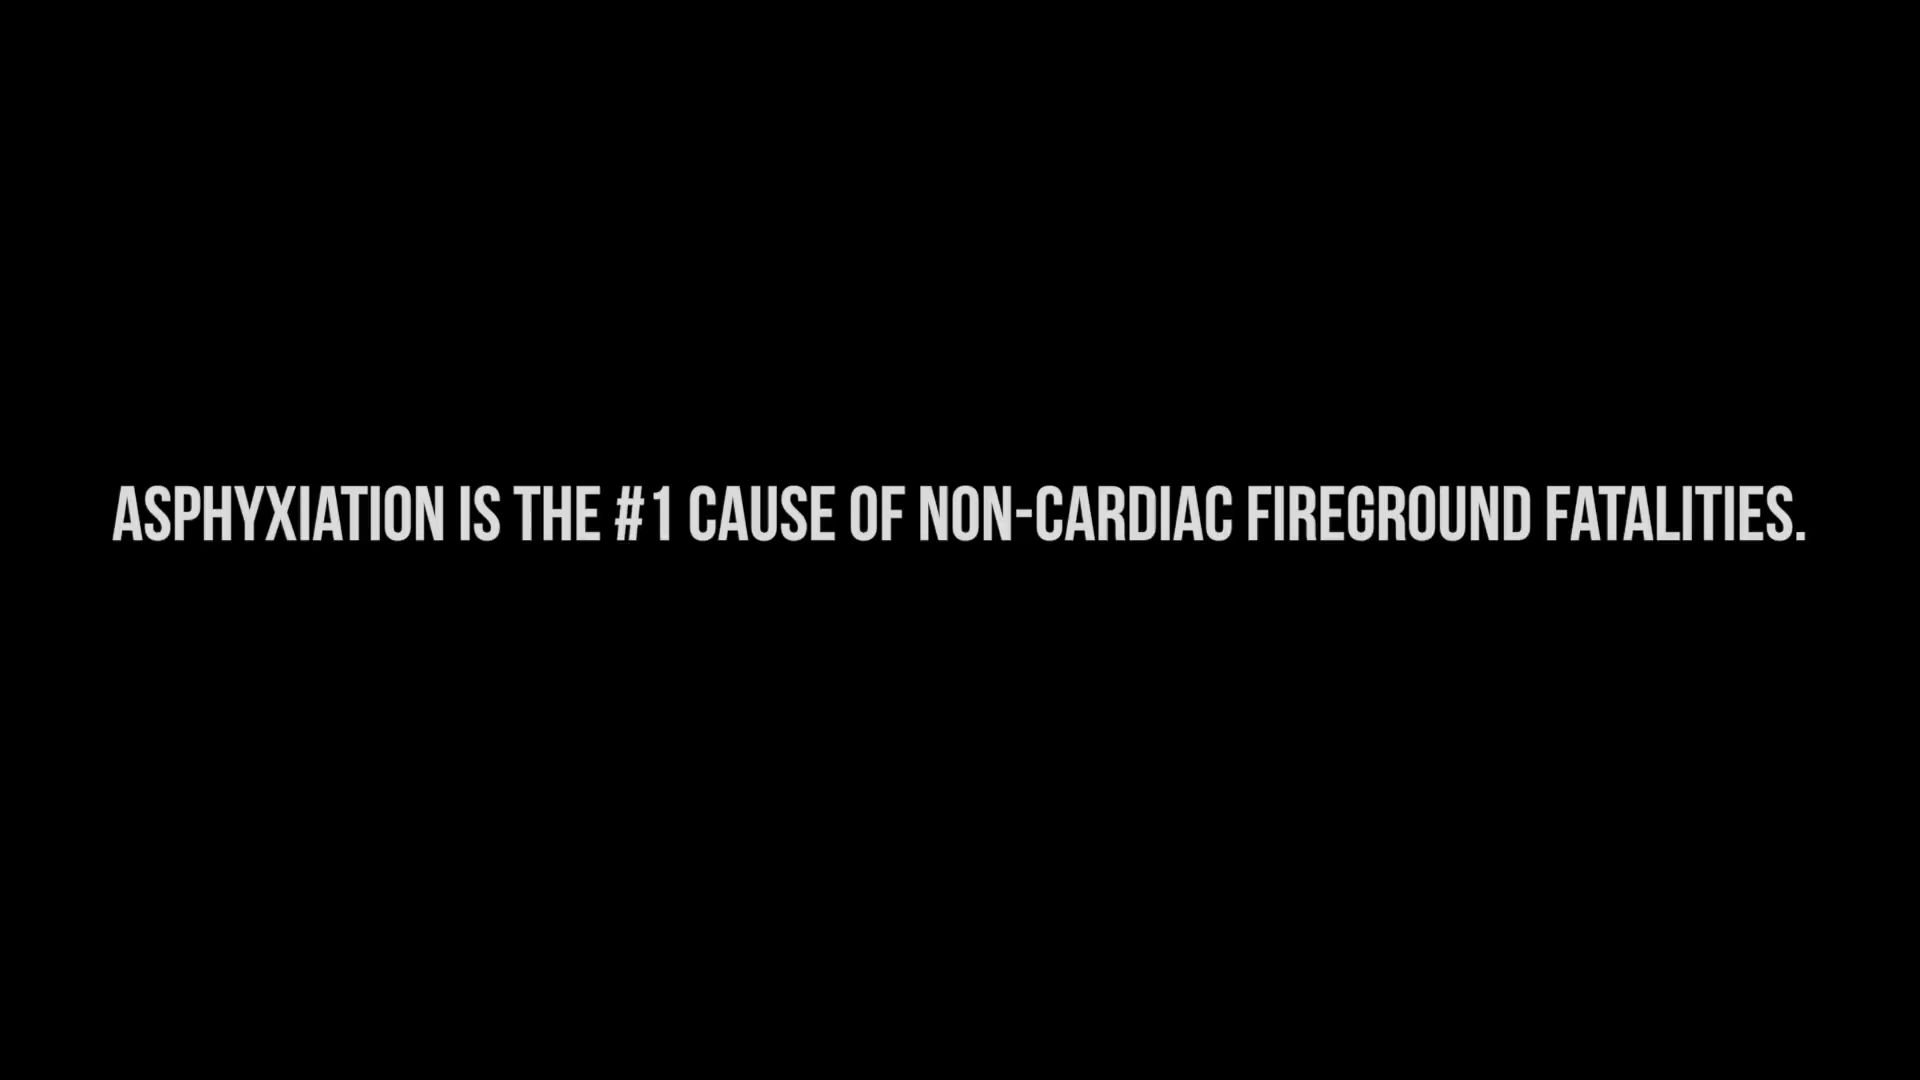 ASPHYXIATION IS THE #1 CAUSE OF NON-CARDIAC FIREGROUND FATALITIES.